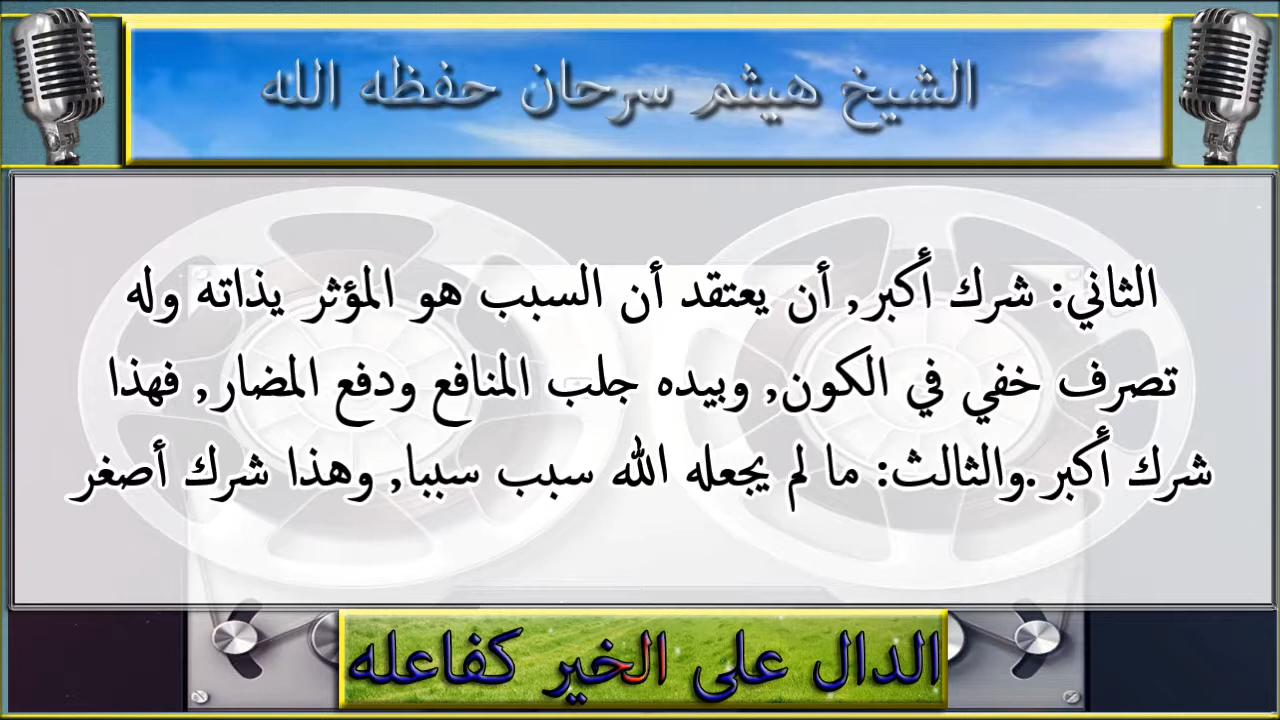 الشيخ هيثم سرحان حفظه الله
الثاني: شرك أكبر, أن يعتقد أن السبب هو المؤثر يذاته وله
تصرف خفي في الكون, وبيده جلب المنافع ودفع المضار, فهذا
شرك أكبر.والثالث: ما لم يجعله الله سبب سببا, وهذا شرك أصغر
الدال على الخير كفاعله